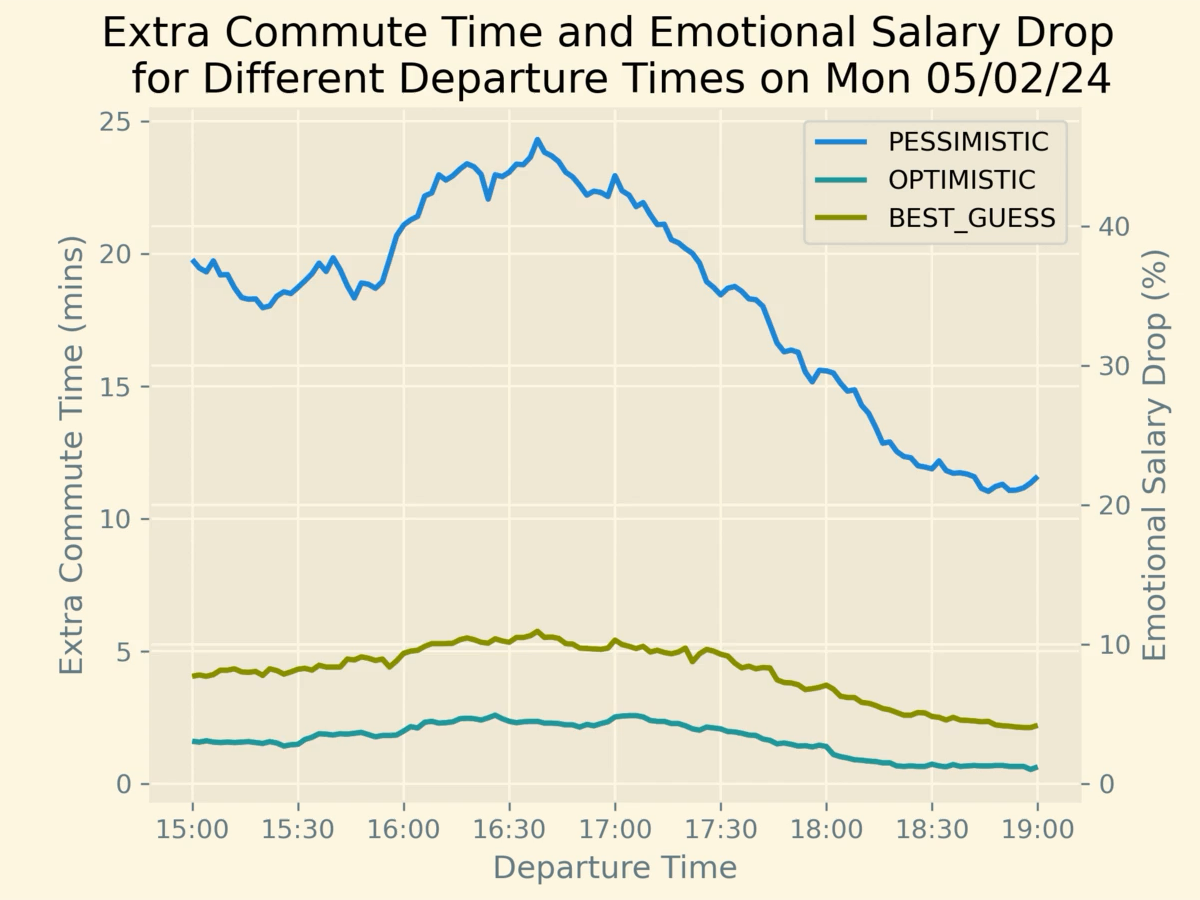 Extra Commute Time and Emotional Salary Drop
for Different Departure Times on Mon 05/02/24
25
20
15
10
5
0
Extra Commute Time (mins)
PESSIMISTIC
OPTIMISTIC
BEST_GUESS
40
30
20
10
0
Emotional Salary Drop (%)
15:00 15:30 16:00 16:30 17:00 17:30 18:00 18:30 19:00
Departure Time